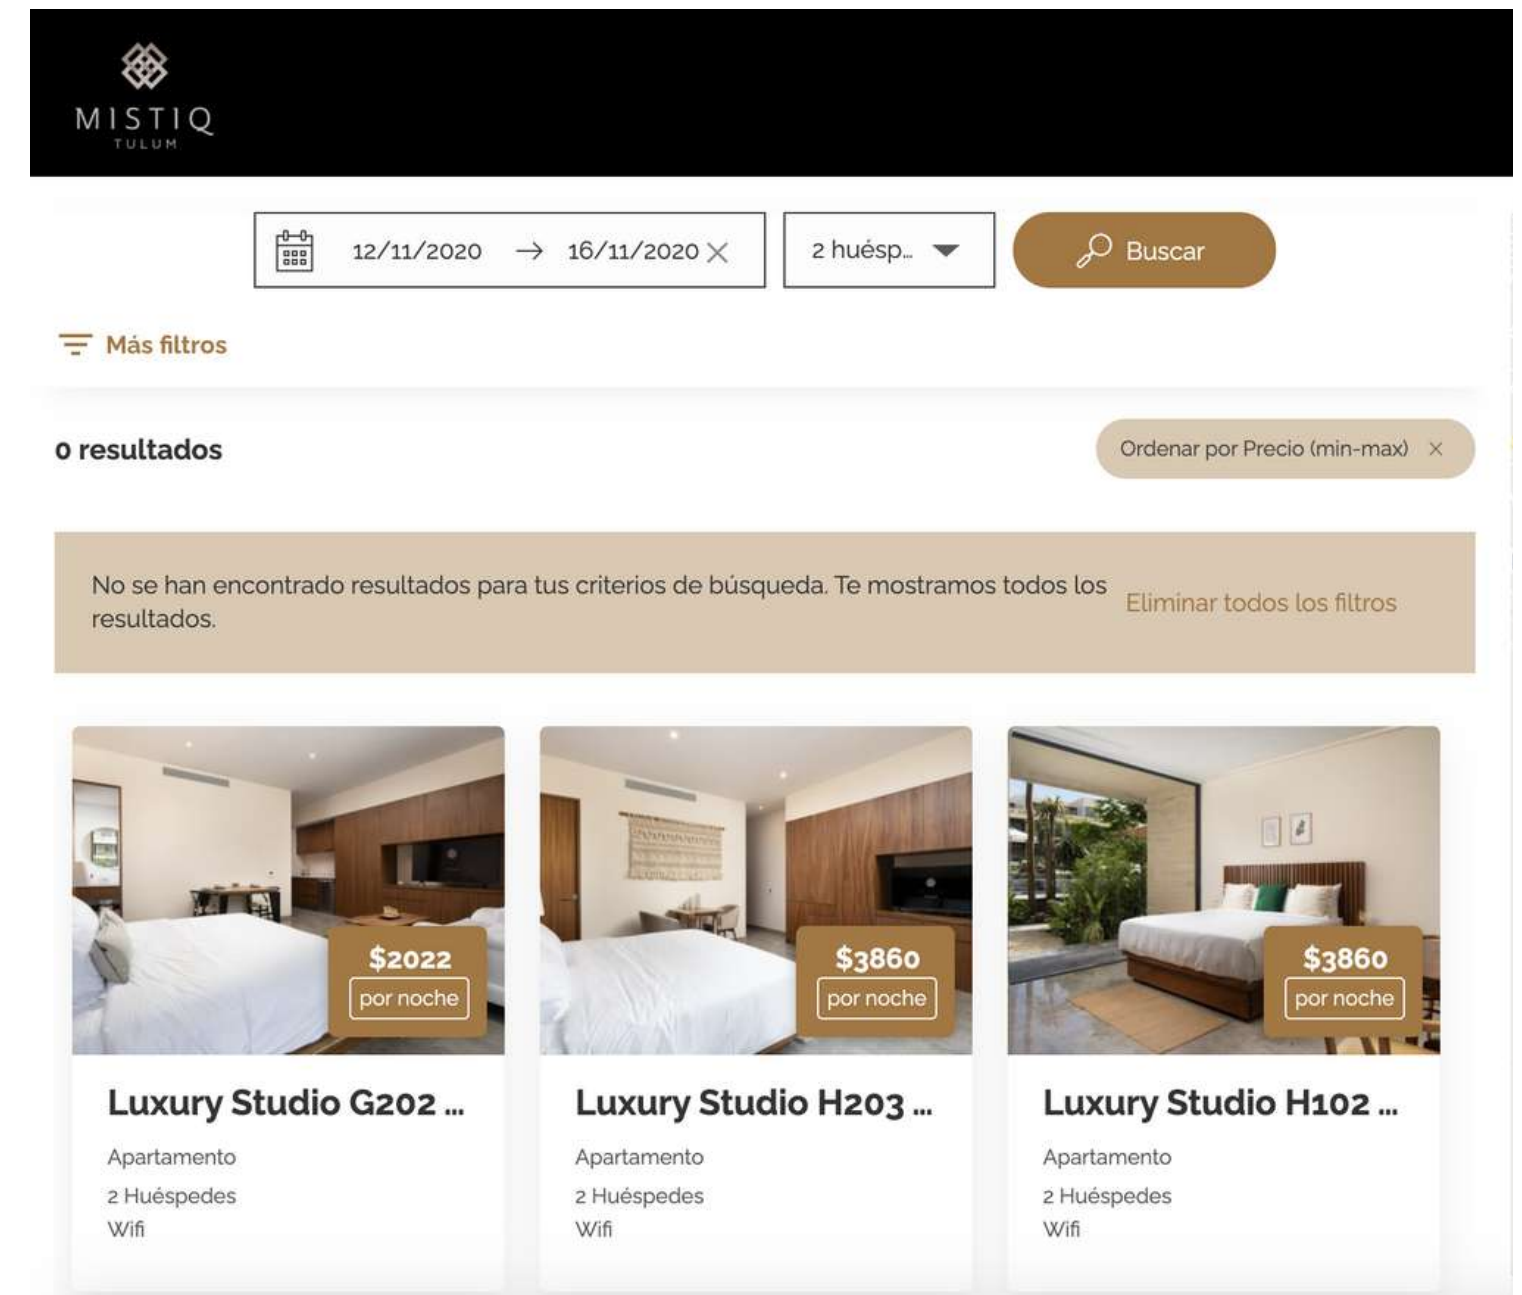 MISTIQ
TULUM
12/11/2020 → 16/11/2020
2 huésp...
Buscar
Más filtros
0 resultados
Ordenar por Precio (min-max)
No se han encontrado resultados para tus criterios de búsqueda. Te mostramos todos los
resultados.
Eliminar todos los filtros
$2022
por noche
Luxury Studio G202 ...
Apartamento
2 Huéspedes
Wifi
$3860
por noche
Luxury Studio H203 ...
Apartamento
2 Huéspedes
Wifi
$3860
por noche
Luxury Studio H102 ...
Apartamento
2 Huéspedes
Wifi